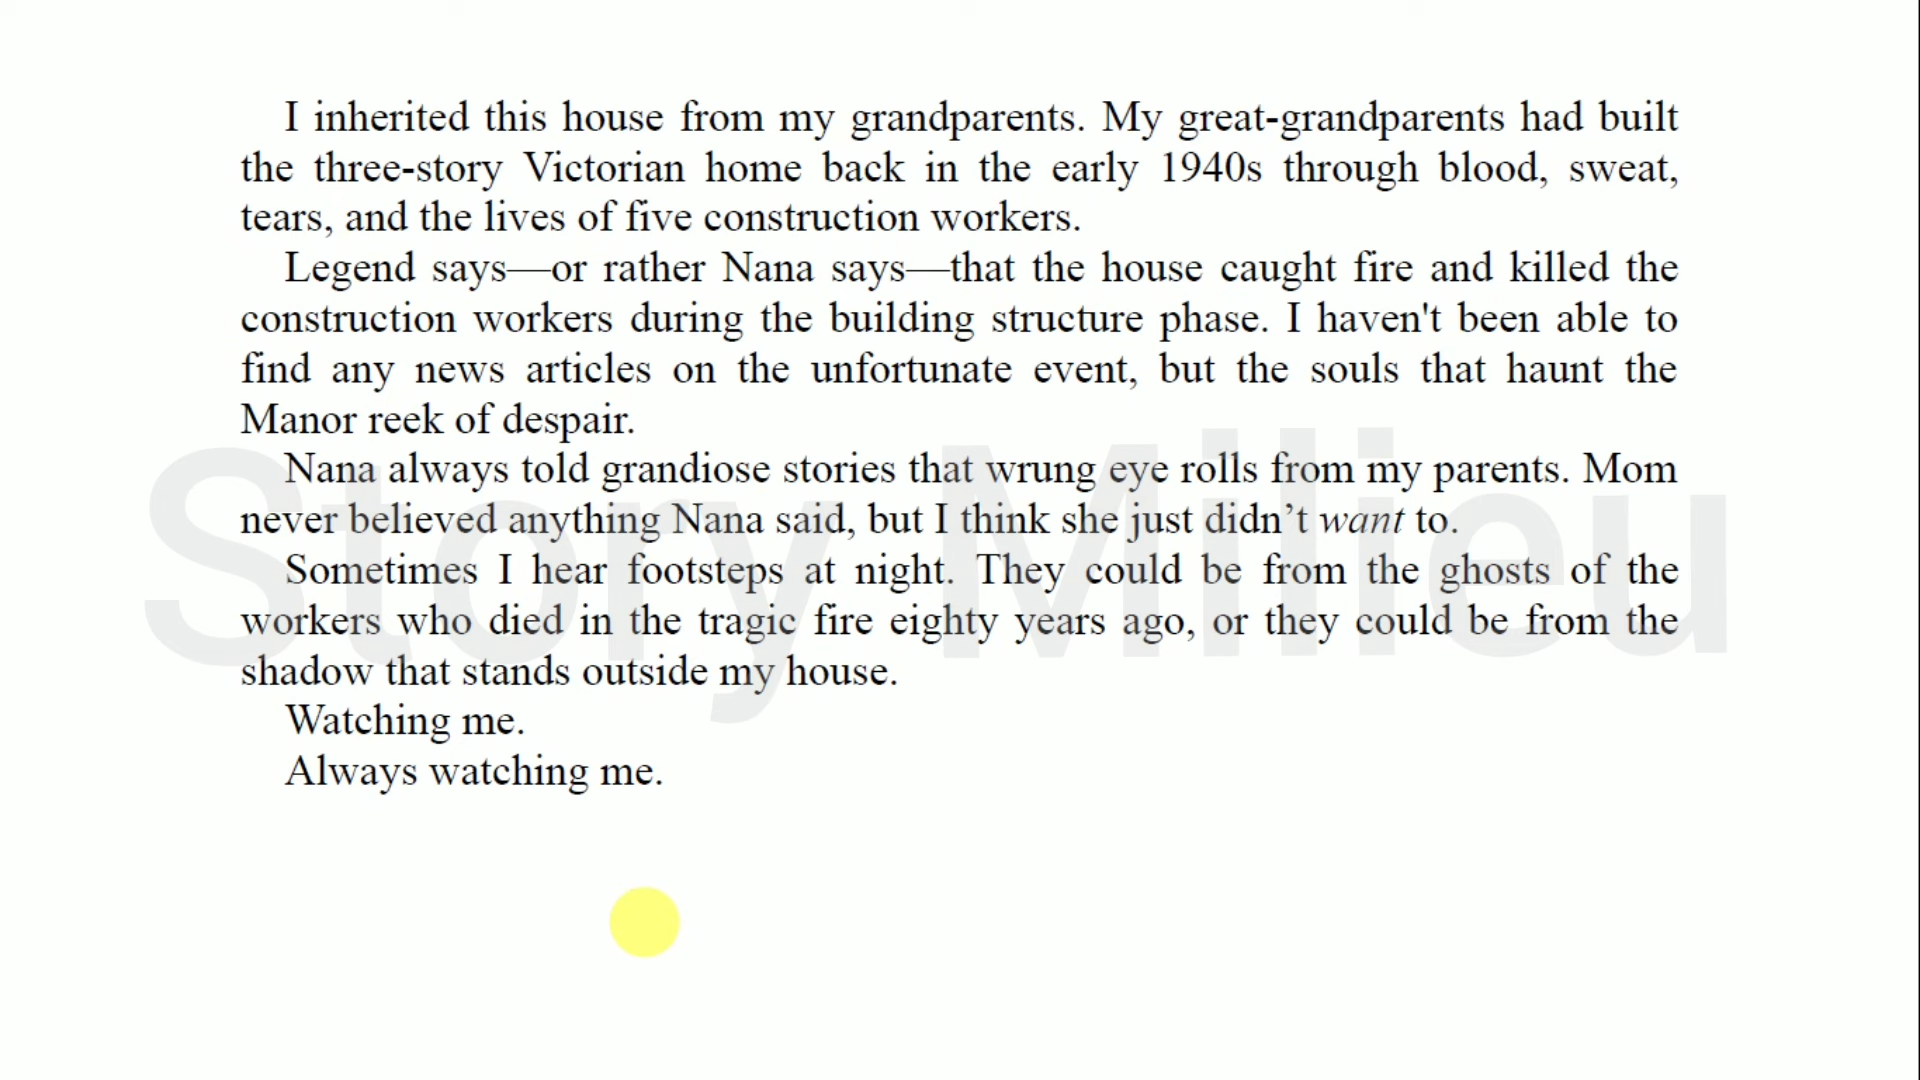 I inherited this house from my grandparents. My great-grandparents had built
the three-story Victorian home back in the early 1940s through blood, sweat,
tears, and the lives of five construction workers.
Legend says—or rather Nana says—that the house caught fire and killed the
construction workers during the building structure phase. I haven't been able to
find any news articles on the unfortunate event, but the souls that haunt the
Manor reek of despair.
Nana always told grandiose stories that wrung eye rolls from my parents. Mom
never believed anything Nana said, but I think she just didn’t want to.
Sometimes I hear footsteps at night. They could be from the ghosts of the
workers who died in the tragic fire eighty years ago, or they could be from the
shadow that stands outside my house.
Watching me.
Always watching me.
Story Milieu